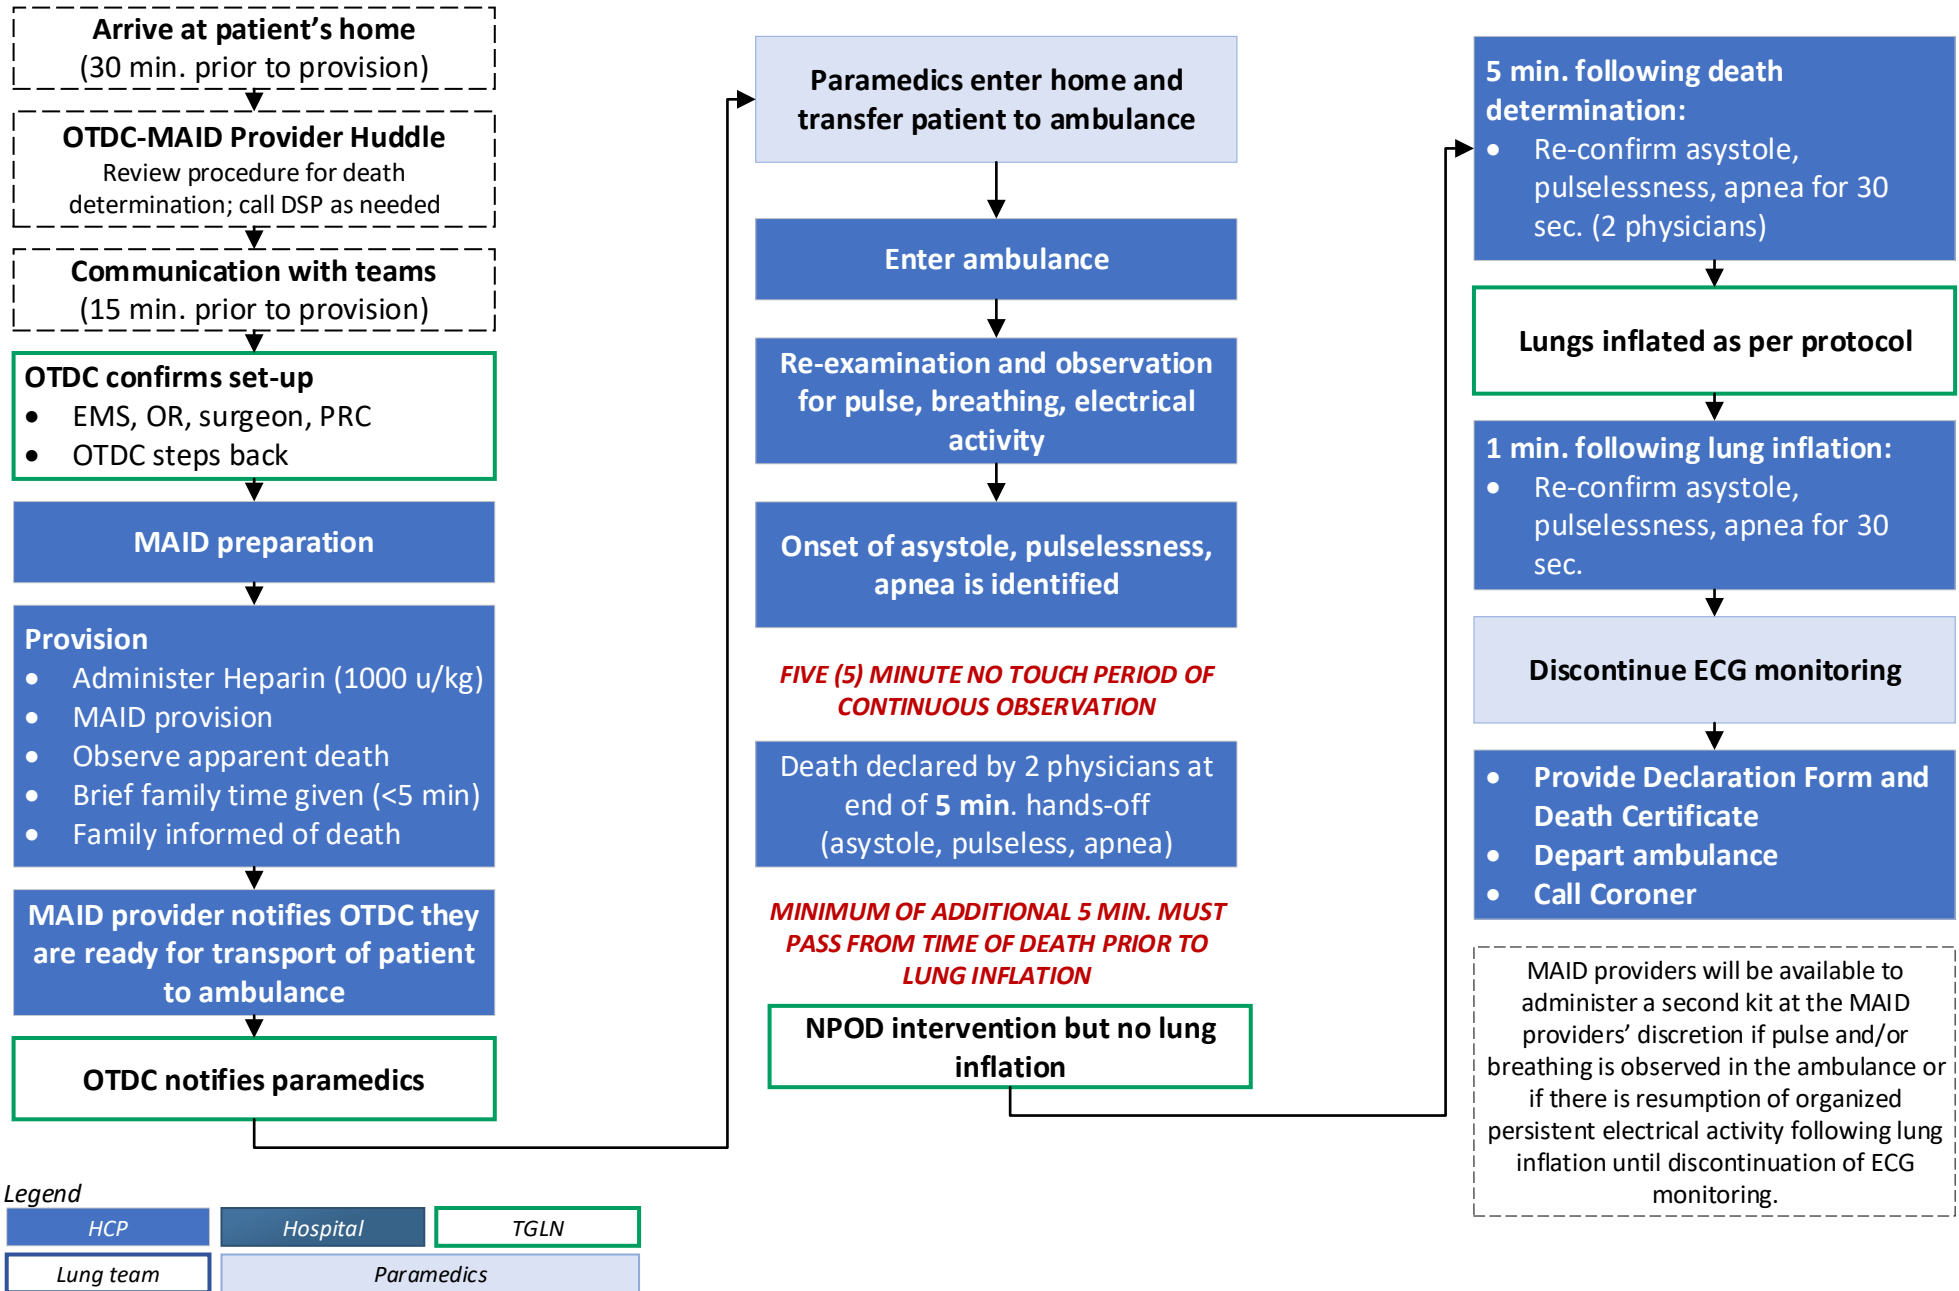 Arrive at patient’s home
(30 min. prior to provision)
OTDC-MAID Provider Huddle
Review procedure for death
determination; call DSP as needed
Communication with teams
(15 min. prior to provision)
OTDC confirms set-up
• EMS, OR, surgeon, PRC
• OTDC steps back
MAID preparation
Provision
• Administer Heparin (1000 u/kg)
• MAID provision
• Observe apparent death
• Brief family time given (<5 min)
• Family informed of death
MAID provider notifies OTDC they
are ready for transport of patient
to ambulance
OTDC notifies paramedics
Paramedics enter home and
transfer patient to ambulance
Enter ambulance
Re-examination and observation
for pulse, breathing, electrical
activity
Onset of asystole, pulselessness,
apnea is identified
FIVE (5) MINUTE NO TOUCH PERIOD OF
CONTINUOUS OBSERVATION
Death declared by 2 physicians at
end of 5 min. hands-off
(asystole, pulseless, apnea)
MINIMUM OF ADDITIONAL 5 MIN. MUST
PASS FROM TIME OF DEATH PRIOR TO
LUNG INFLATION
NPOD intervention but no lung
inflation
5 min. following death
determination:
• Re-confirm asystole,
pulselessness, apnea for 30
sec. (2 physicians)
Lungs inflated as per protocol
1 min. following lung inflation:
• Re-confirm asystole,
pulselessness, apnea for 30
sec.
Discontinue ECG monitoring
• Provide Declaration Form and
Death Certificate
• Depart ambulance
• Call Coroner
MAID providers will be available to
administer a second kit at the MAID
providers’ discretion if pulse and/or
breathing is observed in the ambulance or
if there is resumption of organized
persistent electrical activity following lung
inflation until discontinuation of ECG
monitoring.
Legend
HCP
Hospital
TGLN
Lung team
Paramedics